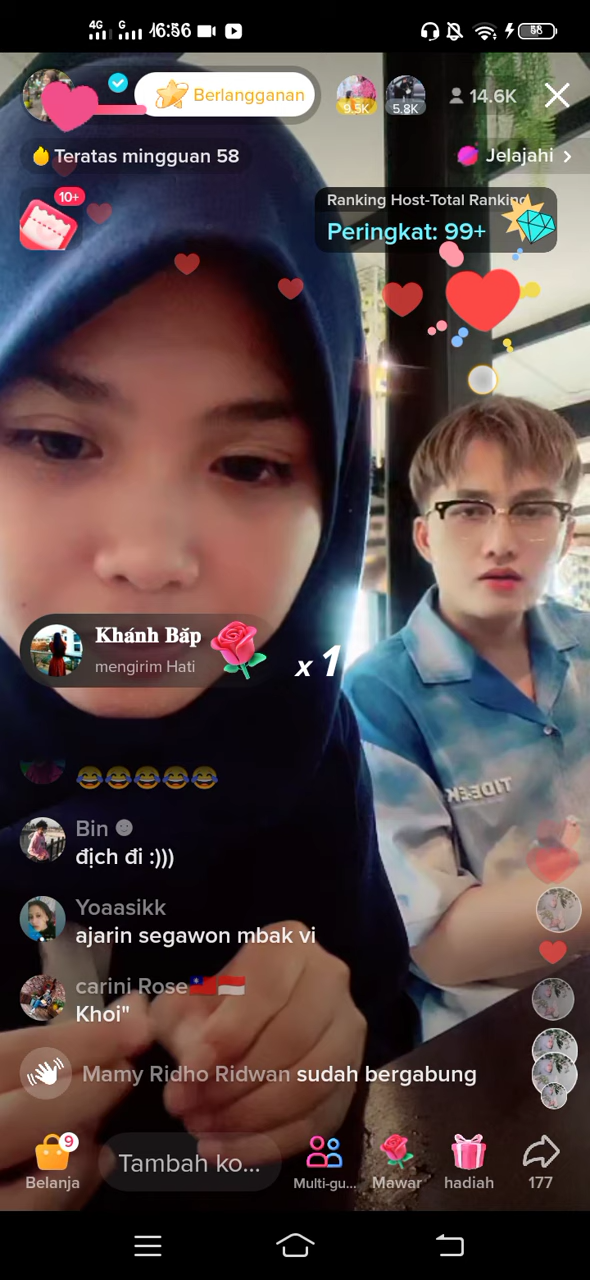 4G G 16:56 58
Berlangganan
9.5K 5.8K 14.6K
Teratas mingguan 58
Jelajahi >
10+
Ranking Host-Total Ranking
Peringkat: 99+
Khánh Băp
mengirim Hati
x 1
TIDEEK
😂😂😂😂😂
Bin
địch đi :)))
Yoaasikk
ajarin segawon mbak vi
carini Rose🇹🇼🇮🇩
Khoi"
Mamy Ridho Ridwan sudah bergabung
9
Tambah ko...
Belanja Multi-gu... Mawar hadiah 177